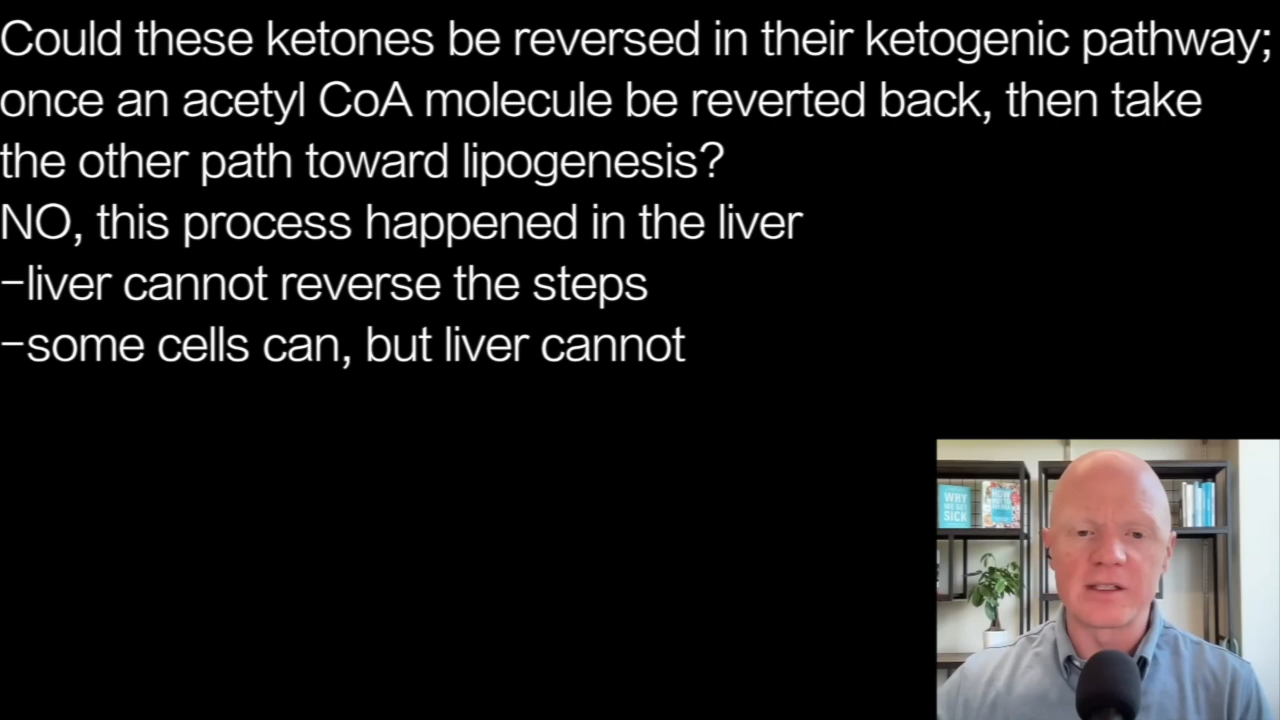 Could these ketones be reversed in their ketogenic pathway;
once an acetyl CoA molecule be reverted back, then take
the other path toward lipogenesis?
NO, this process happened in the liver
−liver cannot reverse the steps
−some cells can, but liver cannot
WHY
WE GET
SICK